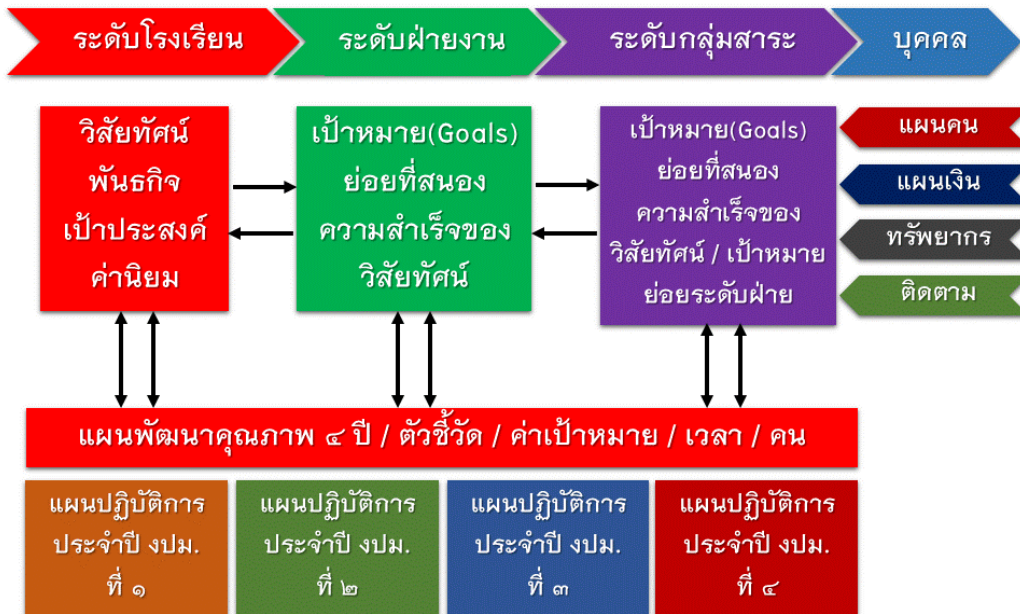 ระดับโรงเรียน
ระดับฝ่ายงาน
ระดับกลุ่มสาระ
บุคคล
วิสัยทัศน์
พันธกิจ
เป้าประสงค์
ค่านิยม
เป้าหมาย(Goals)
ย่อยที่สนอง
ความสำเร็จของ
วิสัยทัศน์
เป้าหมาย(Goals)
ย่อยที่สนอง
ความสำเร็จของ
วิสัยทัศน์ / เป้าหมาย
ย่อยระดับฝ่าย
แผนคน
แผนเงิน
ทรัพยากร
ติดตาม
แผนพัฒนาคุณภาพ ๔ ปี / ตัวชี้วัด / ค่าเป้าหมาย / เวลา / คน
แผนปฏิบัติการ
ประจำปี งปม.
ที่ ๑
แผนปฏิบัติการ
ประจำปี งปม.
ที่ ๒
แผนปฏิบัติการ
ประจำปี งปม.
ที่ ๓
แผนปฏิบัติการ
ประจำปี งปม.
ที่ ๔